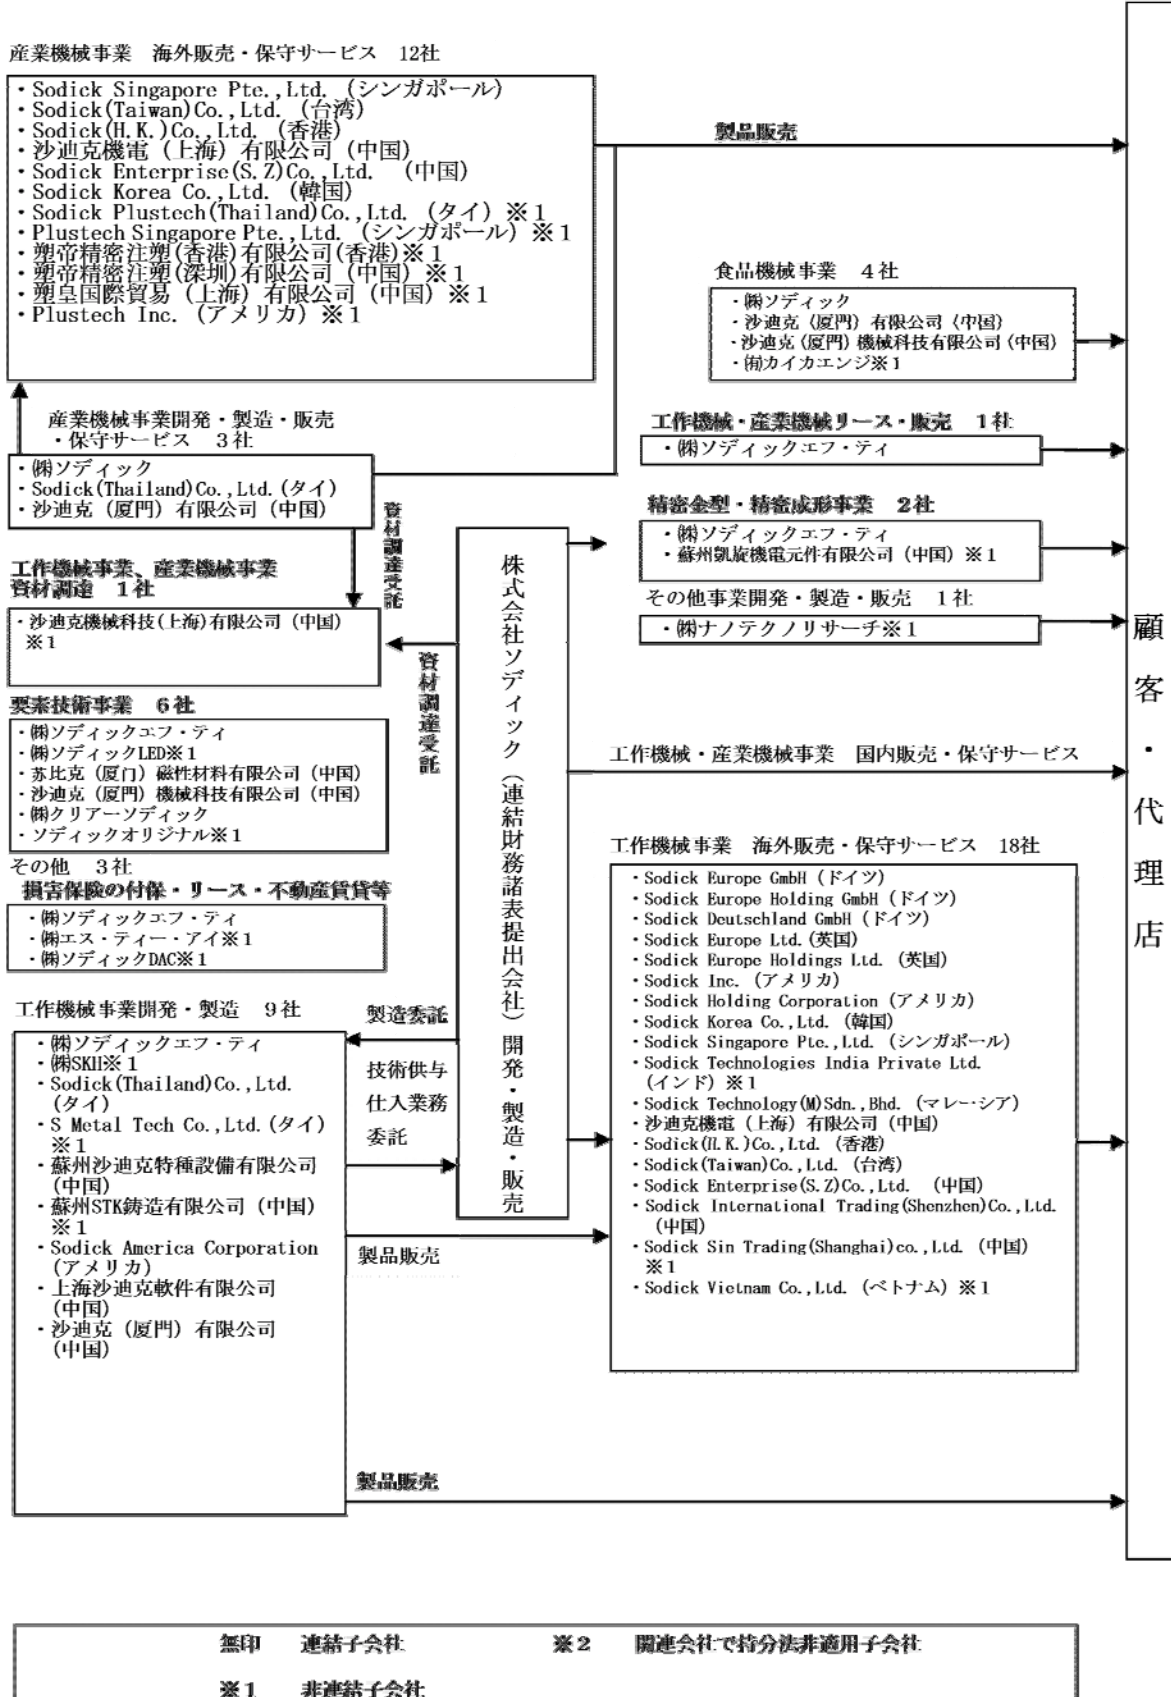 産業機械事業　海外販売・保守サービス　12社
・Sodick Singapore Pte.,Ltd.（シンガポール）
・Sodick(Taiwan)Co.,Ltd.（台湾）
・Sodick(H.K.)Co.,Ltd.（香港）
・沙迪克機電（上海）有限公司（中国）
・Sodick Enterprise(S.Z)Co.,Ltd.（中国）
・Sodick Korea Co.,Ltd.（韓国）
・Sodick Plustech(Thailand)Co.,Ltd.（タイ）※1
・Plustech Singapore Pte.,Ltd.（シンガポール）※1
・塑帝精密注塑(香港)有限公司(香港)※1
・塑帝精密注塑(深圳)有限公司（中国）※1
・塑皇国際貿易（上海）有限公司（中国）※1
・Plustech Inc.（アメリカ）※1
製品販売
食品機械事業　4社
・㈱ソディック
・沙迪克（厦門）有限公司（中国）
・沙迪克（厦門）機械科技有限公司（中国）
・㈲カイカエンジ※1
産業機械事業開発・製造・販売
・保守サービス　3社
・㈱ソディック
・Sodick(Thailand)Co.,Ltd.(タイ)
・沙迪克（厦門）有限公司（中国）
工作機械・産業機械リース・販売　1社
・㈱ソディックエフ・ティ
精密金型・精密成形事業　2社
・㈱ソディックエフ・ティ
・蘇州凱旋機電元件有限公司（中国）※1
その他事業開発・製造・販売　1社
・㈱ナノテクノリサーチ※1
資材調達受託
工作機械事業、産業機械事業
資材調達　1社
・沙迪克機械科技(上海)有限公司（中国）
※1
資材調達受託
要素技術事業　6社
・㈱ソディックエフ・ティ
・㈱ソディックLED※1
・苏比克（厦门）磁性材料有限公司（中国）
・沙迪克（厦門）機械科技有限公司（中国）
・㈱クリアーソディック
・ソディックオリジナル※1
その他　3社
損害保険の付保・リース・不動産賃貸等
・㈱ソディックエフ・ティ
・㈱エス・ティー・アイ※1
・㈱ソディックDAC※1
株式会社ソディック（連結財務諸表提出会社）開発・製造・販売
工作機械・産業機械事業　国内販売・保守サービス
顧客・代理店
工作機械事業　海外販売・保守サービス　18社
・Sodick Europe GmbH（ドイツ）
・Sodick Europe Holding GmbH（ドイツ）
・Sodick Deutschland GmbH（ドイツ）
・Sodick Europe Ltd.(英国)
・Sodick Europe Holdings Ltd.（英国）
・Sodick Inc.（アメリカ）
・Sodick Holding Corporation（アメリカ）
・Sodick Korea Co.,Ltd.（韓国）
・Sodick Singapore Pte.,Ltd.（シンガポール）
・Sodick Technologies India Private Ltd.
（インド）※1
・Sodick Technology(M)Sdn.,Bhd.（マレーシア）
・沙迪克機電（上海）有限公司（中国）
・Sodick(H.K.)Co.,Ltd.（香港）
・Sodick(Taiwan)Co.,Ltd.（台湾）
・Sodick Enterprise(S.Z)Co.,Ltd.（中国）
・Sodick International Trading(Shenzhen)Co.,Ltd.
（中国）
・Sodick Sin Trading(Shanghai)co.,Ltd.（中国）
※1
・Sodick Vietnam Co.,Ltd.（ベトナム）※1
工作機械事業開発・製造　9社
・㈱ソディックエフ・ティ
・㈱SKH※1
・Sodick(Thailand)Co.,Ltd.
（タイ）
・S Metal Tech Co.,Ltd.(タイ)
※1
・蘇州沙迪克特種設備有限公司
（中国）
・蘇州STK鋳造有限公司（中国）
※1
・Sodick America Corporation
（アメリカ）
・上海沙迪克軟件有限公司
（中国）
・沙迪克（厦門）有限公司
（中国）
製造委託
技術供与
仕入業務
委託
製品販売
製品販売
無印　連結子会社
※2　関連会社で持分法非適用子会社
※1　非連結子会社